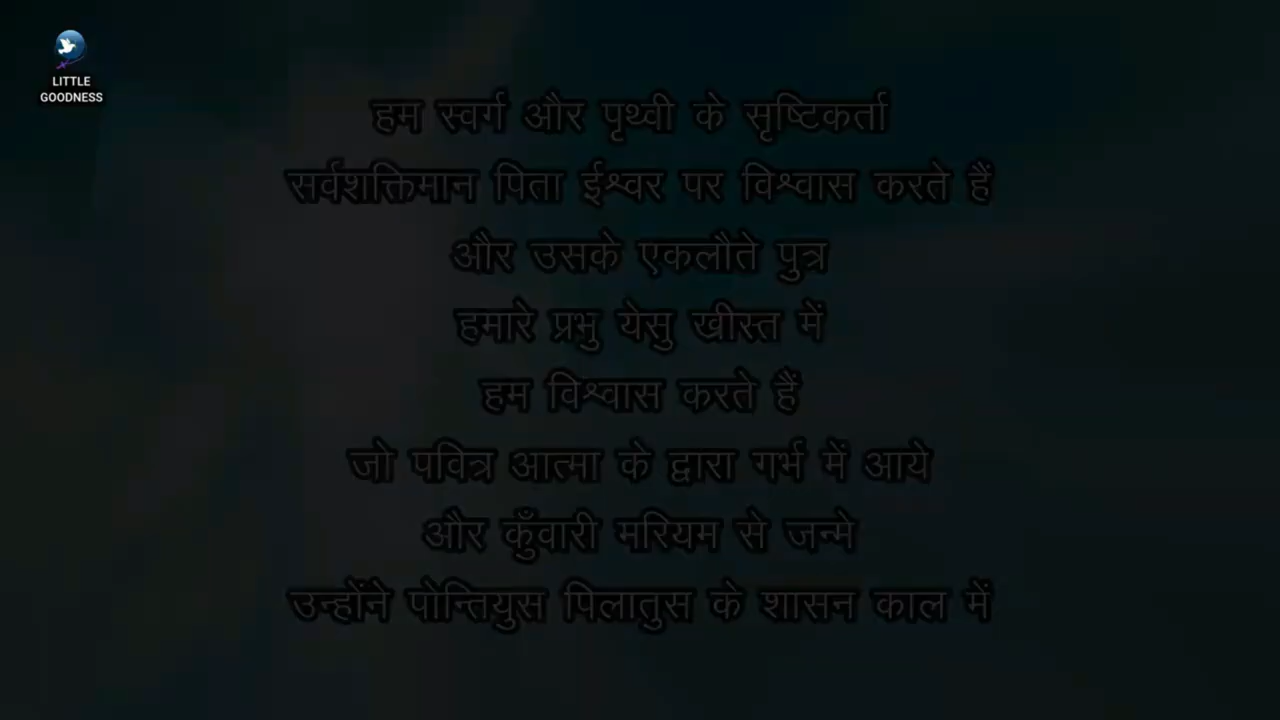 LITTLE
GOODNESS
हम स्वर्ग और पृथ्वी के सृष्टिकर्ता
सर्वशक्तिमान पिता ईश्वर पर विश्वास करते हैं
और उसके एकलौते पुत्र
हमारे प्रभु येसु ख्रीस्त में
हम विश्वास करते हैं
जो पवित्र आत्मा के द्वारा गर्भ में आये
और कुँवारी मरियम से जन्मे
उन्होंने पोन्तियुस पिलातुस के शासन काल में